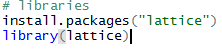 # libraries
install.packages("lattice")
library(lattice)